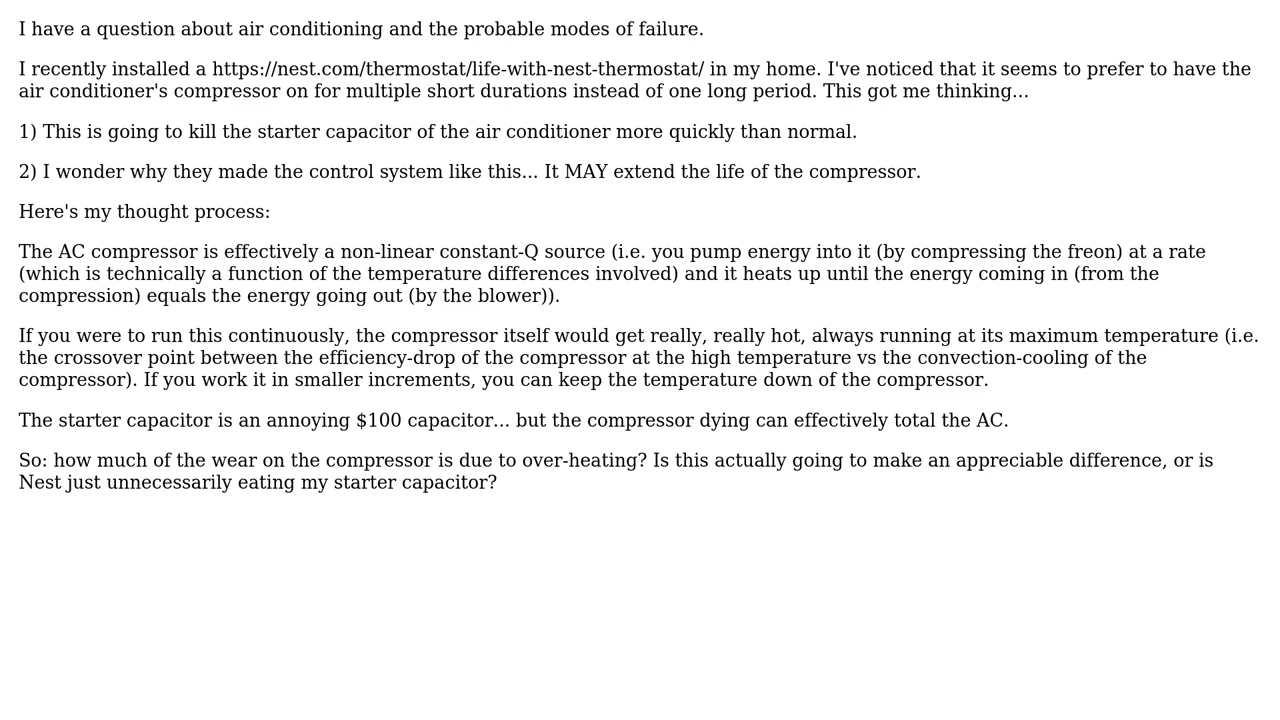 I have a question about air conditioning and the probable modes of failure.
I recently installed a https://nest.com/thermostat/life-with-nest-thermostat/ in my home. I've noticed that it seems to prefer to have the
air conditioner's compressor on for multiple short durations instead of one long period. This got me thinking...
1) This is going to kill the starter capacitor of the air conditioner more quickly than normal.
2) I wonder why they made the control system like this... It MAY extend the life of the compressor.
Here's my thought process:
The AC compressor is effectively a non-linear constant-Q source (i.e. you pump energy into it (by compressing the freon) at a rate
(which is technically a function of the temperature differences involved) and it heats up until the energy coming in (from the
compression) equals the energy going out (by the blower)).
If you were to run this continuously, the compressor itself would get really, really hot, always running at its maximum temperature (i.e.
the crossover point between the efficiency-drop of the compressor at the high temperature vs the convection-cooling of the
compressor). If you work it in smaller increments, you can keep the temperature down of the compressor.
The starter capacitor is an annoying $100 capacitor... but the compressor dying can effectively total the AC.
So: how much of the wear on the compressor is due to over-heating? Is this actually going to make an appreciable difference, or is
Nest just unnecessarily eating my starter capacitor?